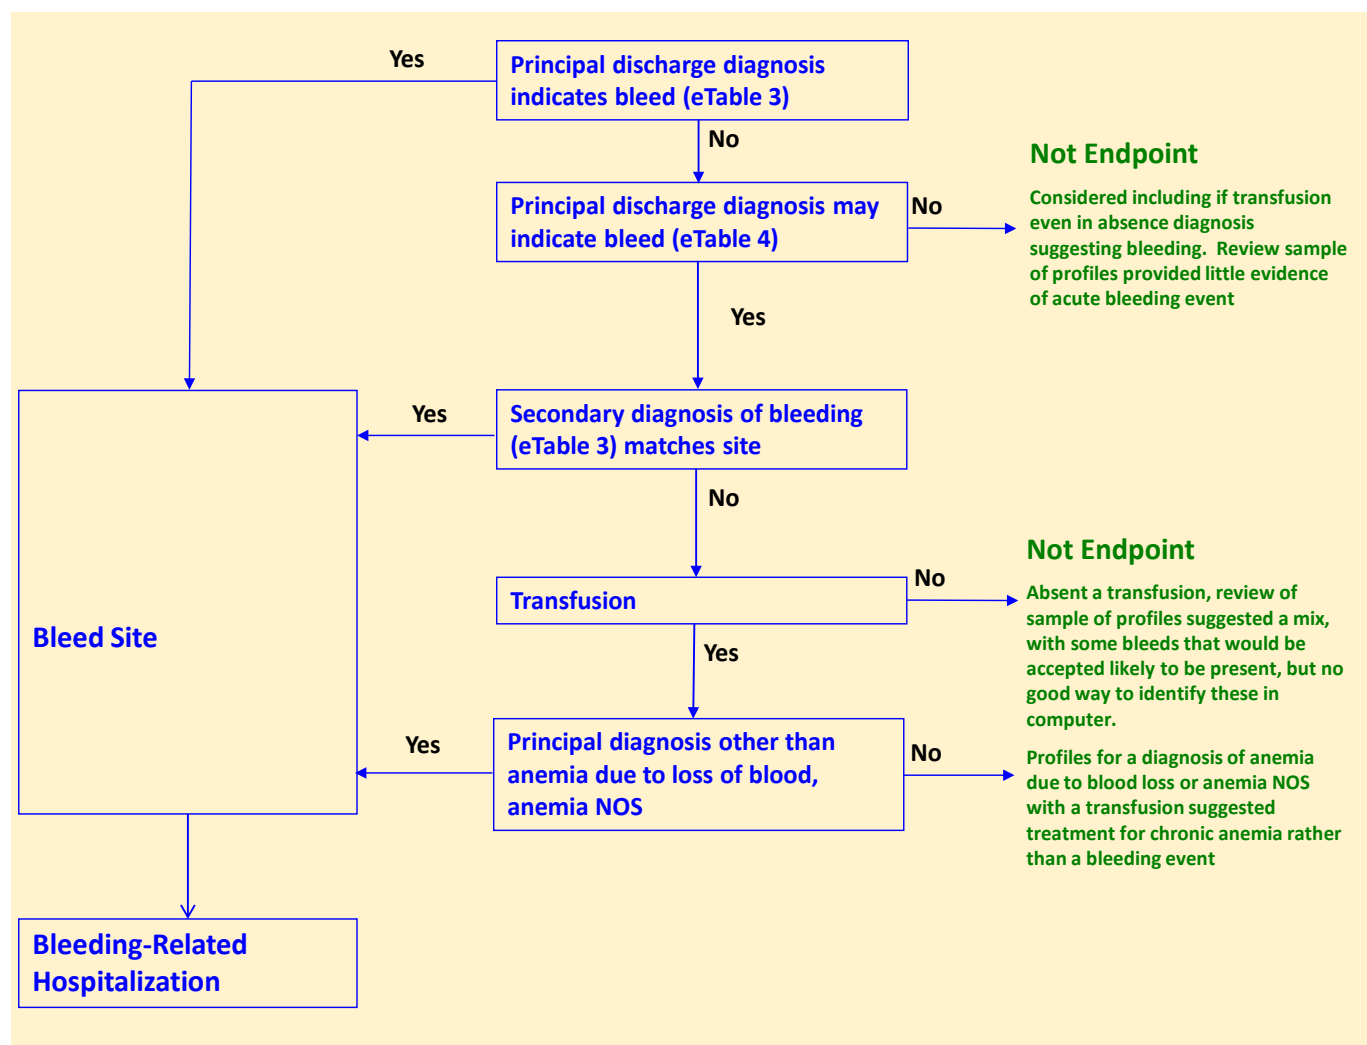 Yes
Principal discharge diagnosis
indicates bleed (eTable 3)
No
Principal discharge diagnosis may
indicate bleed (eTable 4)
No
Not Endpoint
Considered including if transfusion
even in absence diagnosis
suggesting bleeding.  Review sample
of profiles provided little evidence
of acute bleeding event
Yes
Yes
Secondary diagnosis of bleeding
(eTable 3) matches site
No
Transfusion
No
Not Endpoint
Absent a transfusion, review of
sample of profiles suggested a mix,
with some bleeds that would be
accepted likely to be present, but no
good way to identify these in
computer.
Bleed Site
Yes
Yes
Principal diagnosis other than
anemia due to loss of blood,
anemia NOS
No
Profiles for a diagnosis of anemia
due to blood loss or anemia NOS
with a transfusion suggested
treatment for chronic anemia rather
than a bleeding event
Bleeding-Related
Hospitalization